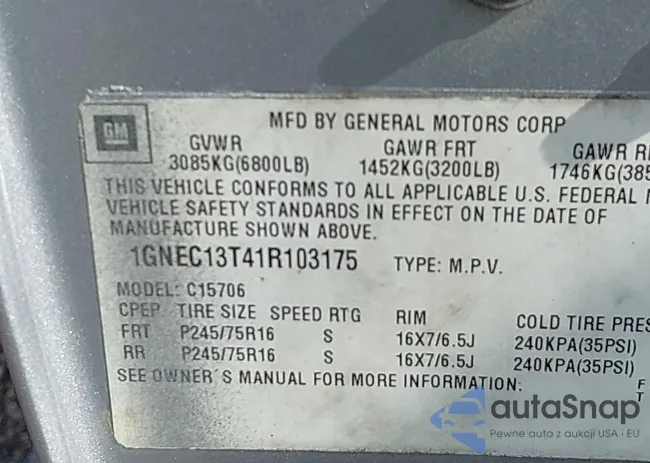 GM
MFD BY GENERAL MOTORS CORP
GVWR GAWR FRT GAWR
3085KG(6800LB) 1452KG(3200LB) 1746KG(385
THIS VEHICLE CONFORMS TO ALL APPLICABLE U.S. FEDERAL
VEHICLE SAFETY STANDARDS IN EFFECT ON THE DATE OF
MANUFACTURE SHOWN ABOVE.
1GNEC13T41R103175 TYPE: M.P.V.
MODEL: C15706
CPEP TIRE SIZE SPEED RTG RIM COLD TIRE PRES
FRT P245/75R16 S 16X7/6.5J 240KPA(35PSI)
RR P245/75R16 S 16X7/6.5J 240KPA(35PSI)
SEE OWNER'S MANUAL FOR MORE INFORMATION: F
T
autaSnap
Pewne auta z aukcji USA i EU